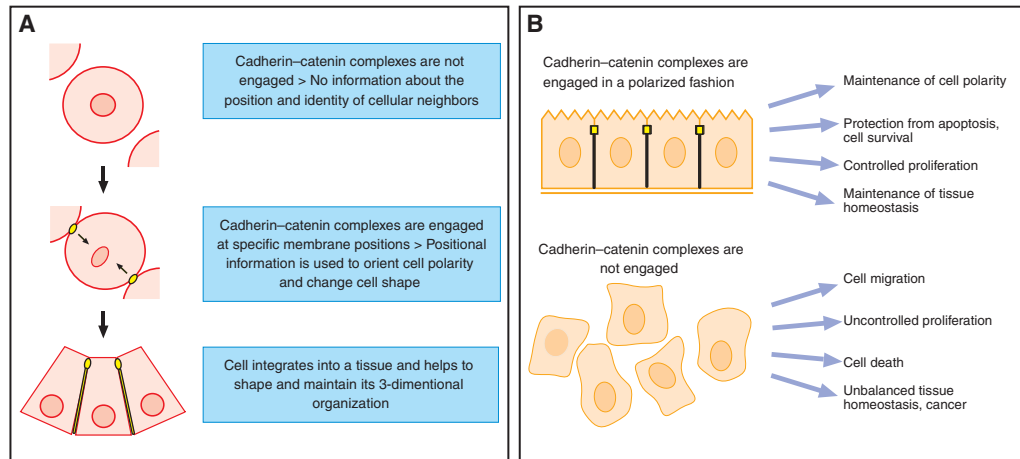 A
Cadherin–catenin complexes are not
engaged > No information about the
position and identity of cellular neighbors
Cadherin–catenin complexes are engaged
at specific membrane positions > Positional
information is used to orient cell polarity
and change cell shape
Cell integrates into a tissue and helps to
shape and maintain its 3-dimentional
organization
B
Cadherin–catenin complexes are
engaged in a polarized fashion
Maintenance of cell polarity
Protection from apoptosis,
cell survival
Controlled proliferation
Maintenance of tissue
homeostasis
Cadherin–catenin complexes are
not engaged
Cell migration
Uncontrolled proliferation
Cell death
Unbalanced tissue
homeostasis, cancer